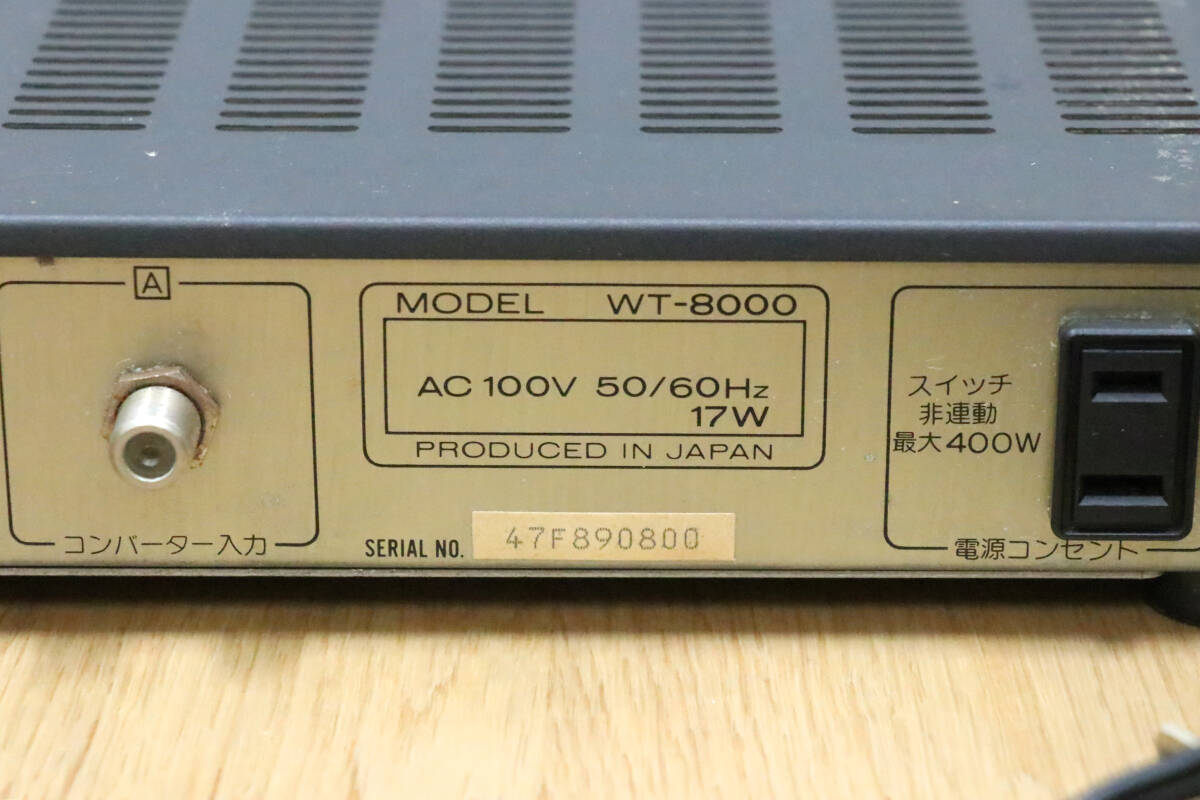 A
コンバーター入力
MODEL WT-8000
AC 100V 50/60Hz
17W
PRODUCED IN JAPAN
SERIAL NO. 47F890800
スイッチ
非連動
最大400W
電源コンセント